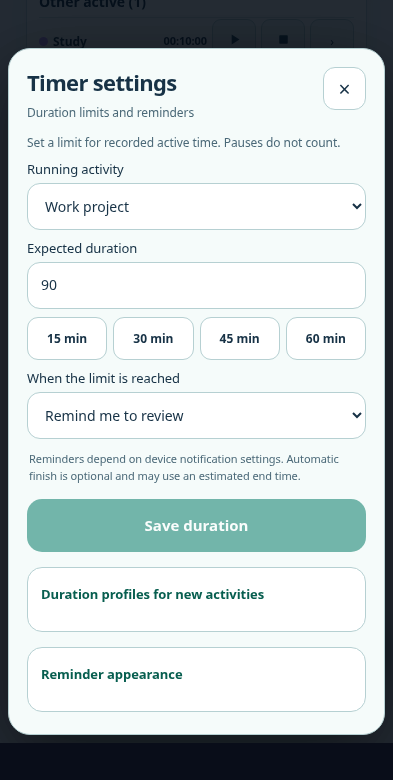 Other active (1)
Study 00:10:00
Timer settings
Duration limits and reminders
Set a limit for recorded active time. Pauses do not count.
Running activity
Work project
Expected duration
90
15 min 30 min 45 min 60 min
When the limit is reached
Remind me to review
Reminders depend on device notification settings. Automatic
finish is optional and may use an estimated end time.
Save duration
Duration profiles for new activities
Reminder appearance